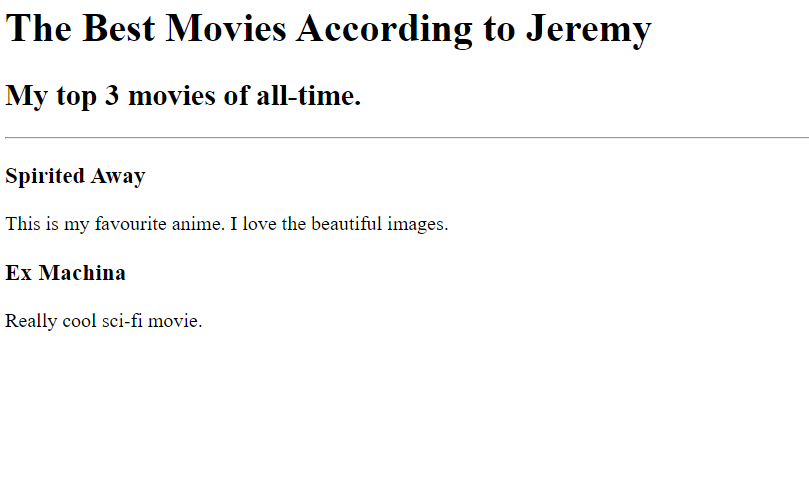 The Best Movies According to Jeremy
My top 3 movies of all-time.
Spirited Away
This is my favourite anime. I love the beautiful images.
Ex Machina
Really cool sci-fi movie.